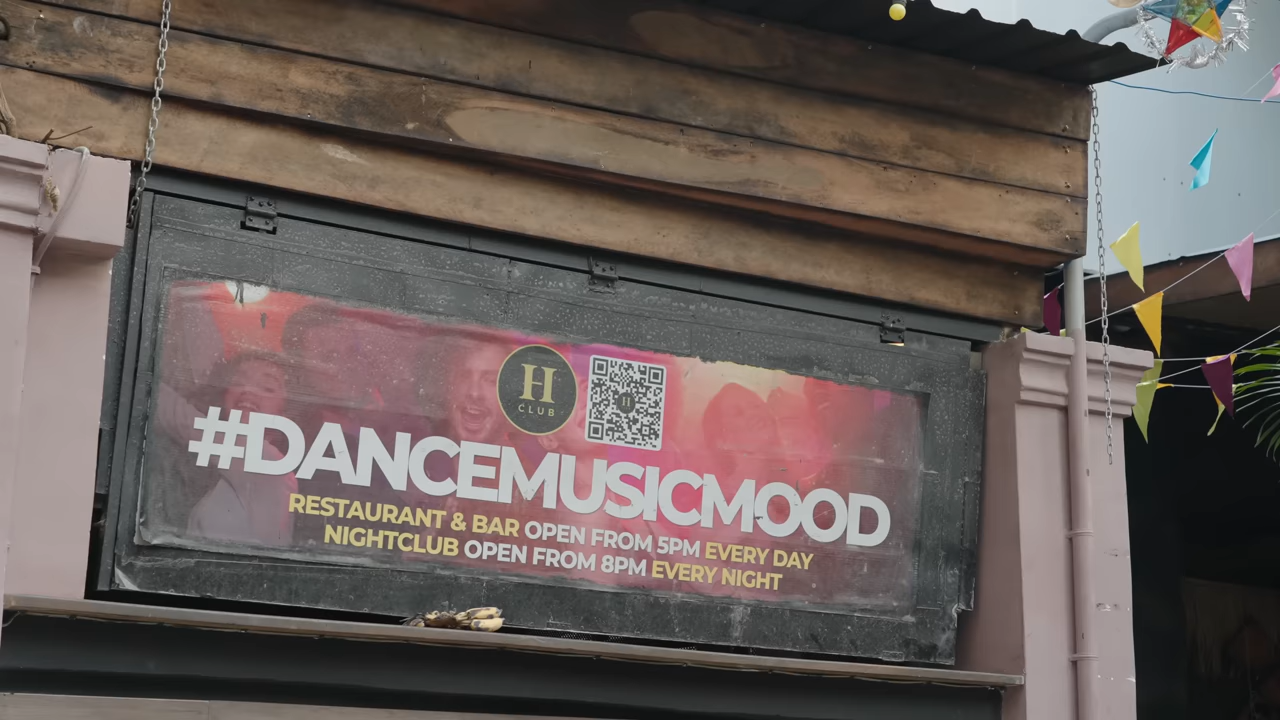 H
CLUB
#DANCEMUSICMOOD
RESTAURANT & BAR OPEN FROM 5PM EVERY DAY
NIGHTCLUB OPEN FROM 8PM EVERY NIGHT